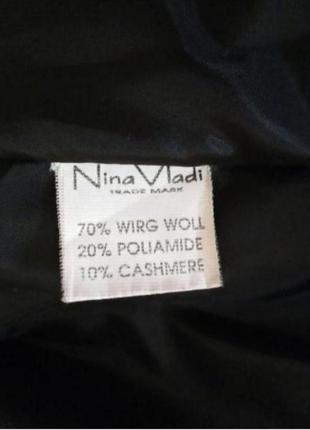 Nina Vladi
TRADE MARK
70% WIRG WOLL
20% POLIAMIDE
10% CASHMERE